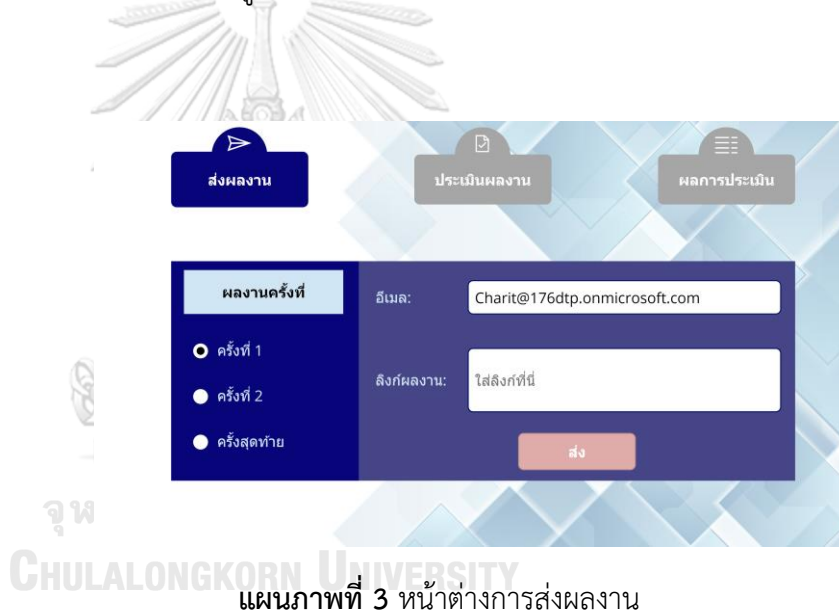 ส่งผลงาน
ประเมินผลงาน
ผลการประเมิน
ผลงานครั้งที่
ครั้งที่ 1
ครั้งที่ 2
ครั้งสุดท้าย
อีเมล: Charit@176dtp.onmicrosoft.com
ลิงก์ผลงาน: ใส่ลิงก์ที่นี่
ส่ง
จุฬ
CHULALONGKORN UNIVERSITY
แผนภาพที่ 3 หน้าต่างการส่งผลงาน